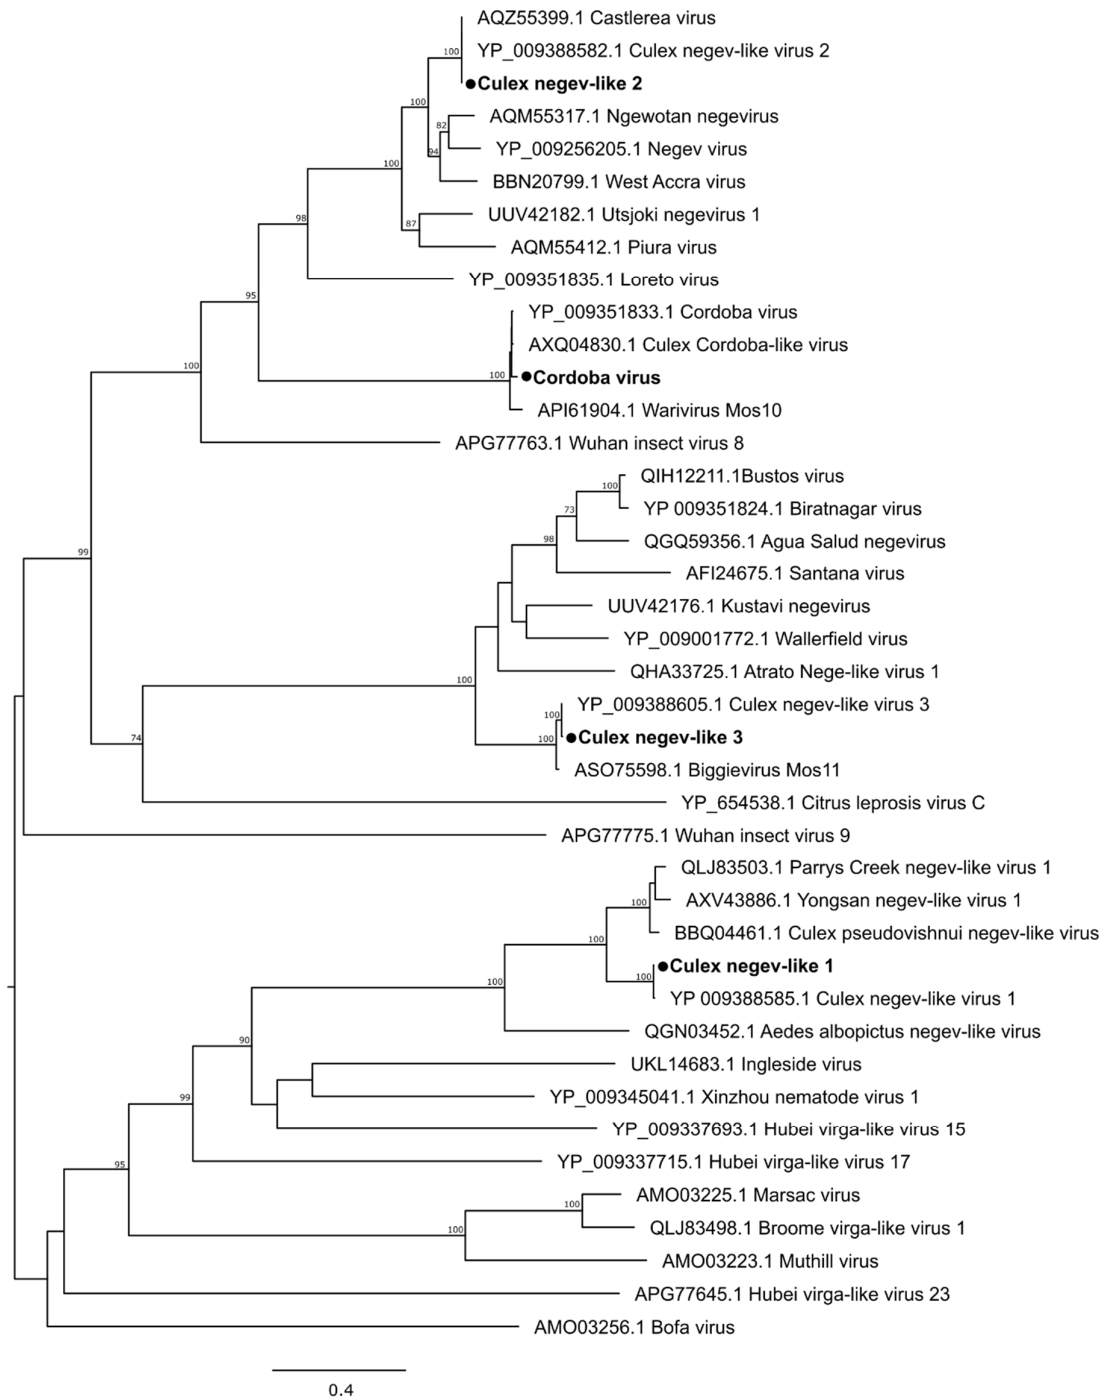 AQZ55399.1 Castlerea virus
100
YP_009388582.1 Culex negev-like virus 2
●Culex negev-like 2
100
AQM55317.1 Ngewotan negevirus
82
YP_009256205.1 Negev virus
94
100
BBN20799.1 West Accra virus
UUV42182.1 Utsjoki negevirus 1
98
87
AQM55412.1 Piura virus
YP_009351835.1 Loreto virus
95
YP_009351833.1 Cordoba virus
AXQ04830.1 Culex Cordoba-like virus
100
100
●Cordoba virus
API61904.1 Warivirus Mos10
APG77763.1 Wuhan insect virus 8
QIH12211.1Bustos virus
100
YP 009351824.1 Biratnagar virus
73
98
QGQ59356.1 Agua Salud negevirus
99
AFI24675.1 Santana virus
UUV42176.1 Kustavi negevirus
YP_009001772.1 Wallerfield virus
QHA33725.1 Atrato Nege-like virus 1
100
YP_009388605.1 Culex negev-like virus 3
100
74
100
●Culex negev-like 3
ASO75598.1 Biggievirus Mos11
YP_654538.1 Citrus leprosis virus C
APG77775.1 Wuhan insect virus 9
QLJ83503.1 Parrys Creek negev-like virus 1
100
AXV43886.1 Yongsan negev-like virus 1
BBQ04461.1 Culex pseudovishnui negev-like virus
100
●Culex negev-like 1
100
100
YP 009388585.1 Culex negev-like virus 1
QGN03452.1 Aedes albopictus negev-like virus
90
UKL14683.1 Ingleside virus
99
YP_009345041.1 Xinzhou nematode virus 1
YP_009337693.1 Hubei virga-like virus 15
95
YP_009337715.1 Hubei virga-like virus 17
AMO03225.1 Marsac virus
100
QLJ83498.1 Broome virga-like virus 1
100
AMO03223.1 Muthill virus
APG77645.1 Hubei virga-like virus 23
AMO03256.1 Bofa virus
0.4